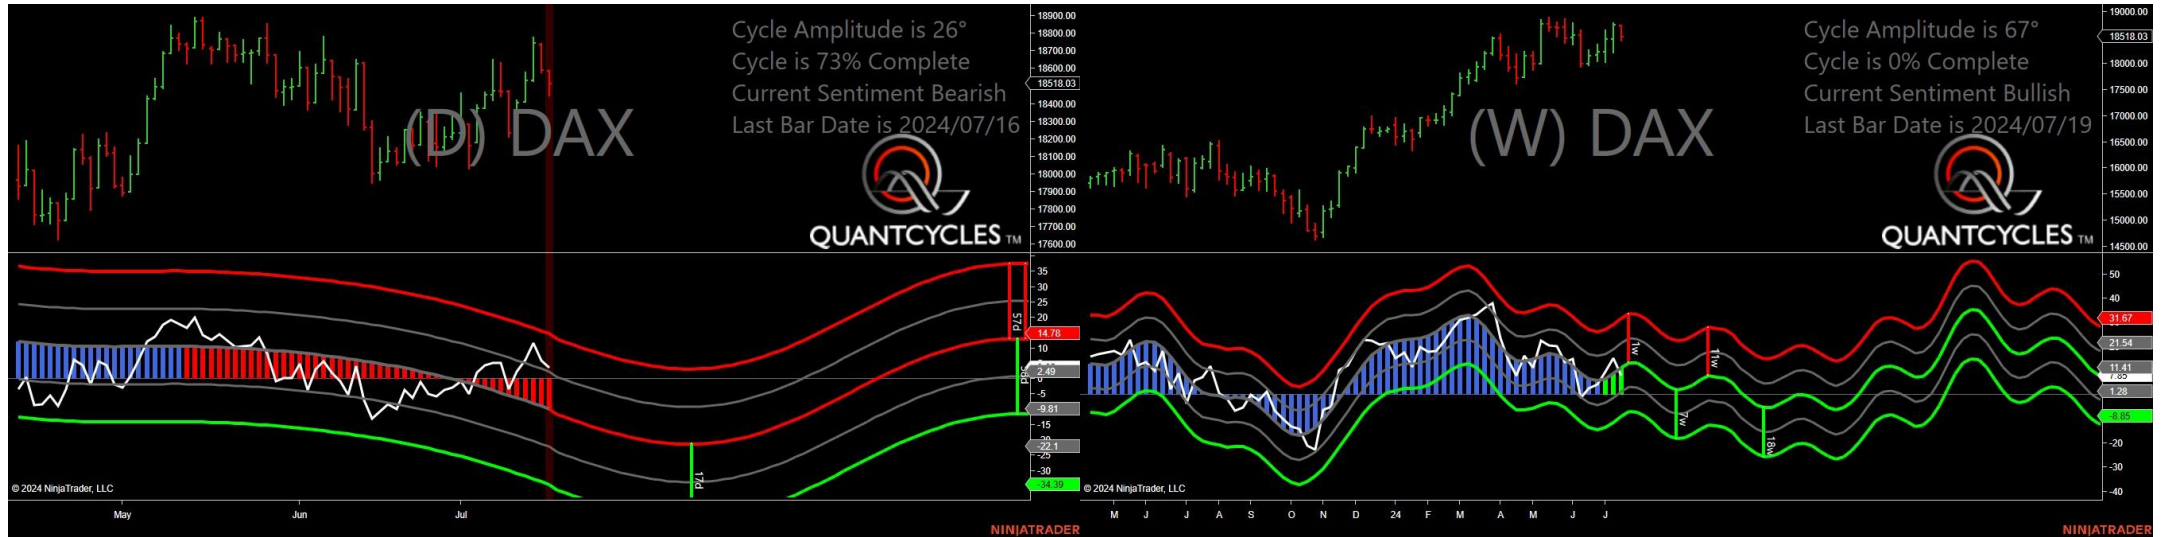 Cycle Amplitude is 26°
Cycle is 73% Complete
Current Sentiment Bearish
Last Bar Date is 2024/07/16
(D) DAX
QUANTCYCLES TM
18900.00
18800.00
18700.00
18600.00
18518.03
18400.00
18300.00
18200.00
18100.00
18000.00
17900.00
17800.00
17700.00
17600.00
35
30
25
20
14.78
10
2.49
-5
-9.81
-15
-22.1
-25
-30
-34.39
57d
17d
© 2024 NinjaTrader, LLC
May
Jun
Jul
NINJATRADER
Cycle Amplitude is 67°
Cycle is 0% Complete
Current Sentiment Bullish
Last Bar Date is 2024/07/19
(W) DAX
QUANTCYCLES TM
19000.00
18518.03
18000.00
17500.00
17000.00
16500.00
16000.00
15500.00
15000.00
14500.00
50
40
31.67
21.54
11.41
7.85
1.28
-8.85
-20
-30
-40
1w
11w
7w
18w
© 2024 NinjaTrader, LLC
M J J A S O N D 24 F M A M J J
NINJATRADER